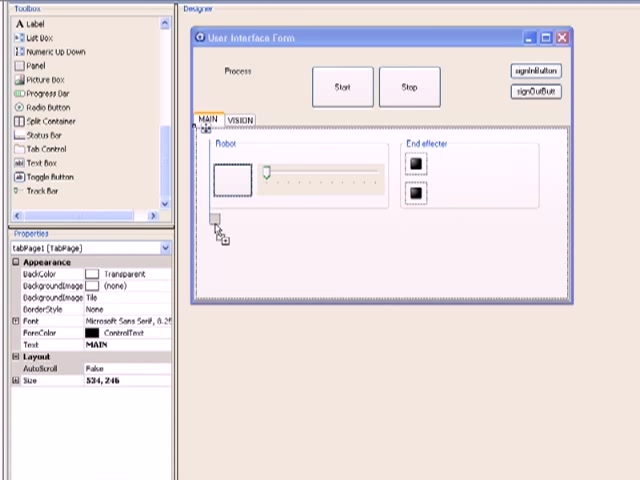 Toolbox
Label
List Box
Numeric Up Down
Panel
Picture Box
Progress Bar
Radio Button
Split Container
Status Bar
Tab Control
Text Box
Toggle Button
Track Bar
Properties
tabPage1 (TabPage)
Appearance
BackColor Transparent
BackgroundImage (none)
BackgroundImage Tile
BorderStyle None
Font Microsoft Sans Serif, 8.25
ForeColor ControlText
Text MAIN
Layout
AutoScroll False
Size 534, 246
Designer
User Interface Form
Process
Start
Stop
signInButton
signOutButt
MAIN
VISION
Robot
End effecter